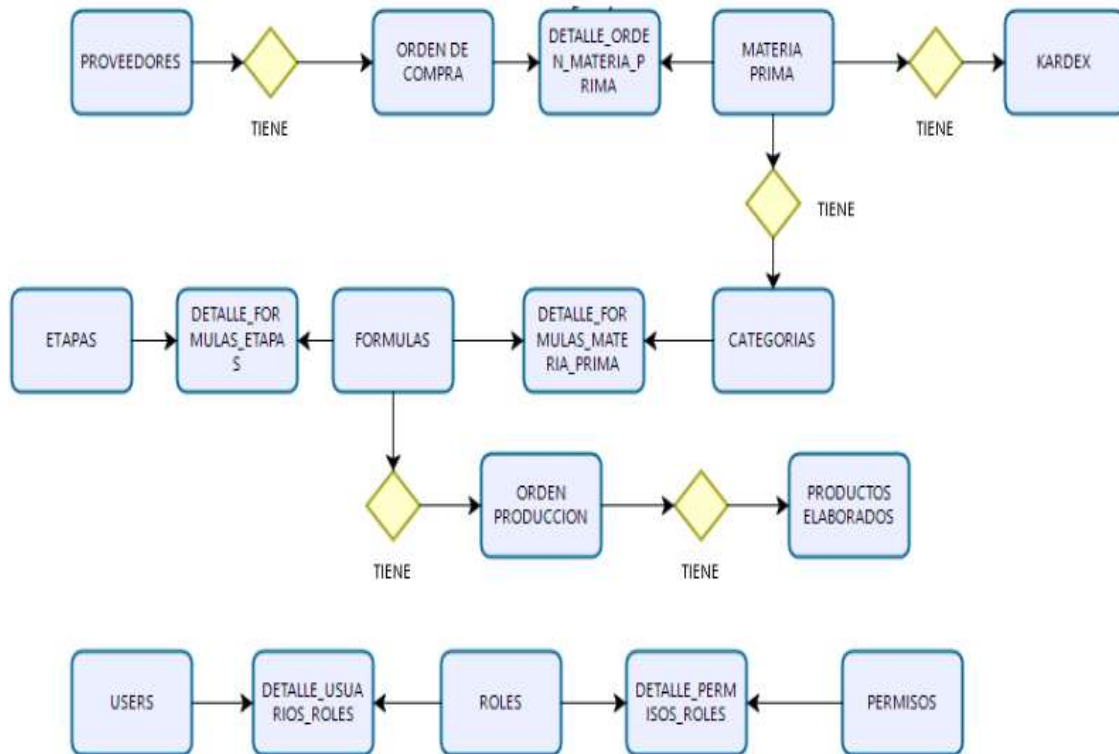 PROVEEDORES
TIENE
ORDEN DE
COMPRA
DETALLE_ORDE
N_MATERIA_P
RIMA
MATERIA
PRIMA
TIENE
KARDEX
TIENE
ETAPAS
DETALLE_FOR
MULAS_ETAPA
S
FORMULAS
DETALLE_FOR
MULAS_MATE
RIA_PRIMA
CATEGORIAS
TIENE
ORDEN
PRODUCCION
TIENE
PRODUCTOS
ELABORADOS
USERS
DETALLE_USUA
RIOS_ROLES
ROLES
DETALLE_PERM
ISOS_ROLES
PERMISOS